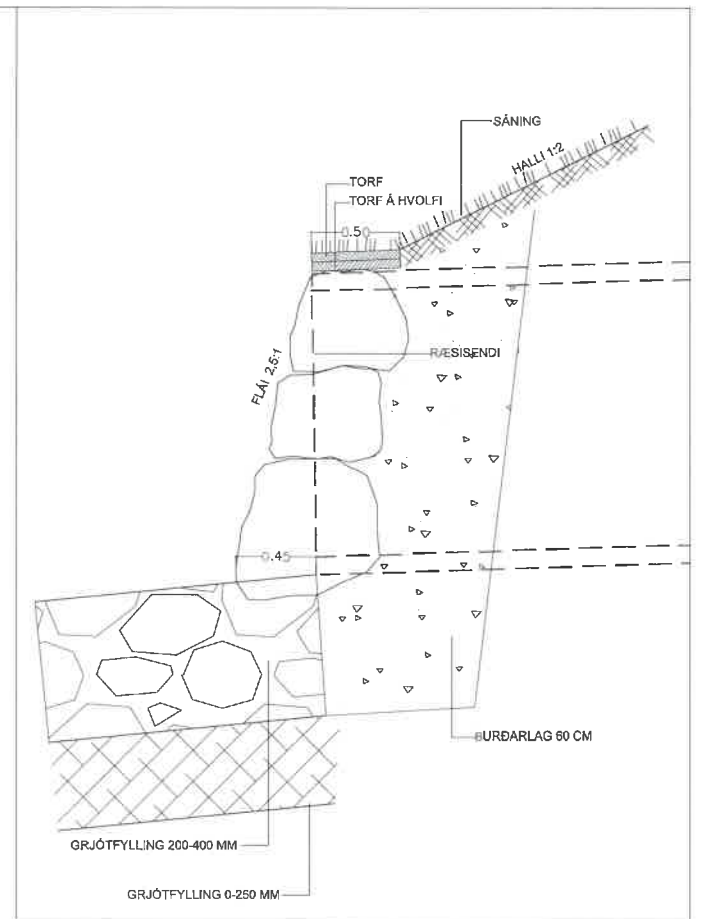 SÁNING
HALLI 1:2
TORF
TORF Á HVOLFI
0.50
RÆSISENDI
FLÁI 2,5:1
0.45
BURÐARLAG 60 CM
GRJÓTFYLLING 200-400 MM
GRJÓTFYLLING 0-250 MM